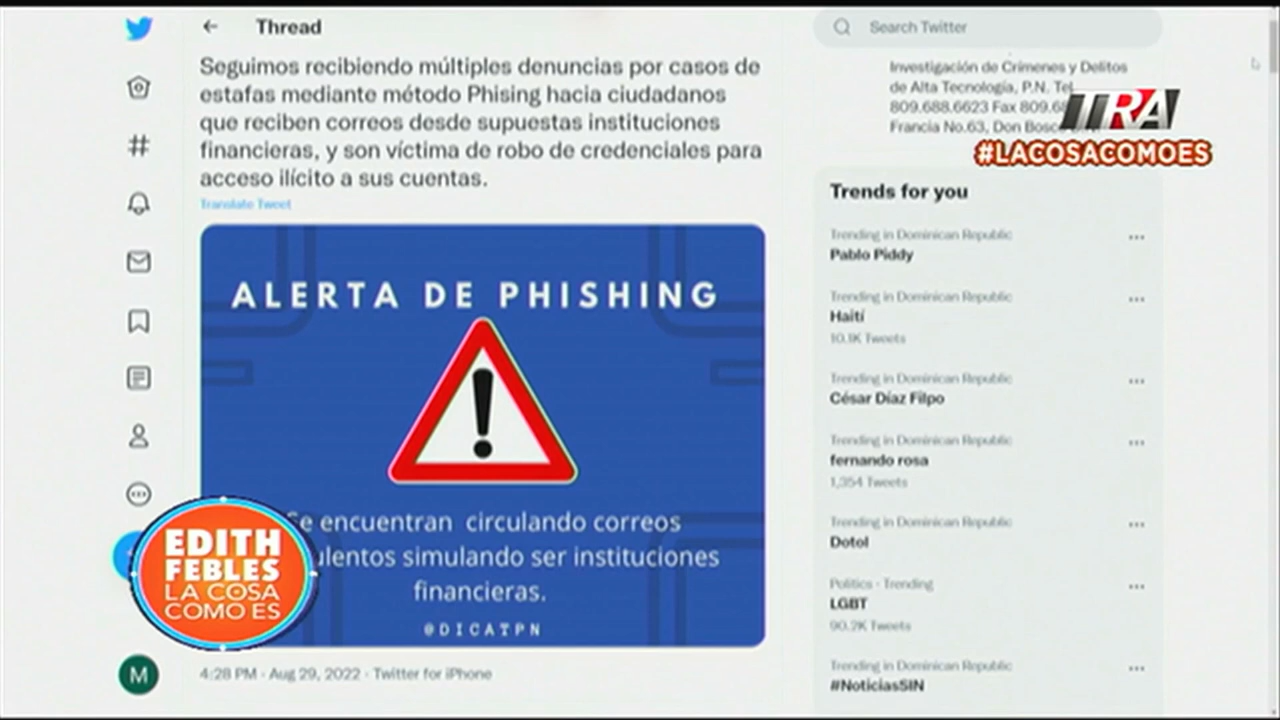 Thread
Seguimos recibiendo múltiples denuncias por casos de
estafas mediante método Phising hacia ciudadanos
que reciben correos desde supuestas instituciones
financieras, y son víctima de robo de credenciales para
acceso ilícito a sus cuentas.
Translate Tweet
ALERTA DE PHISHING
!
Se encuentran circulando correos
ulentos simulando ser instituciones
financieras.
@DICATPN
4:28 PM · Aug 29, 2022 · Twitter for iPhone
EDITH
FEBLES
LA COSA
COMO ES
M
Search Twitter
Investigación de Crímenes y Delitos
de Alta Tecnología, P.N. Tel
809.688.6623 Fax 809.68
Francia No.63, Don Bosco
TRA
#LACOSACOMOES
Trends for you
Trending in Dominican Republic
Pablo Piddy
Trending in Dominican Republic
Haití
10.1K Tweets
Trending in Dominican Republic
César Díaz Filpo
Trending in Dominican Republic
fernando rosa
1,354 Tweets
Trending in Dominican Republic
Dotol
Politics · Trending
LGBT
90.2K Tweets
Trending in Dominican Republic
#NoticiasSIN